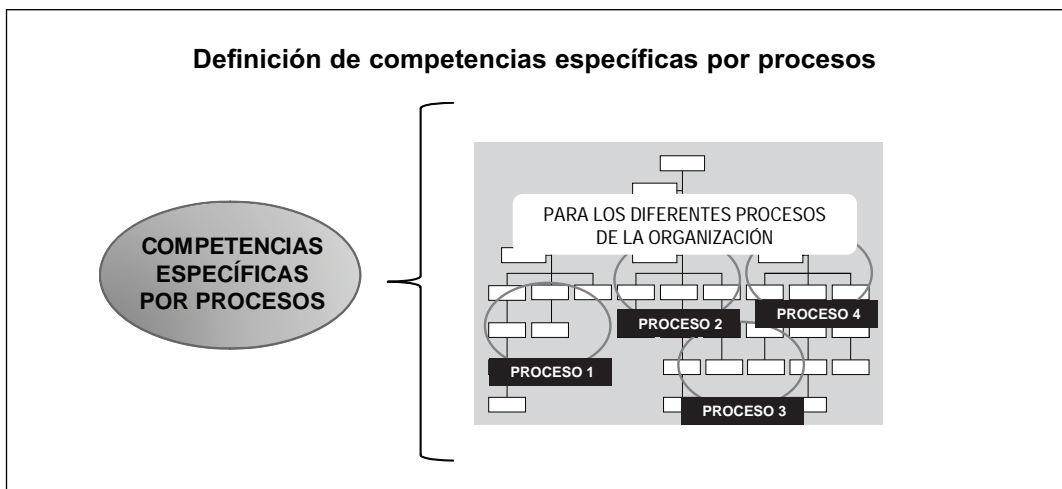 Definición de competencias específicas por procesos
COMPETENCIAS
ESPECÍFICAS
POR PROCESOS
PARA LOS DIFERENTES PROCESOS
DE LA ORGANIZACIÓN
PROCESO 1
PROCESO 2
PROCESO 4
PROCESO 3